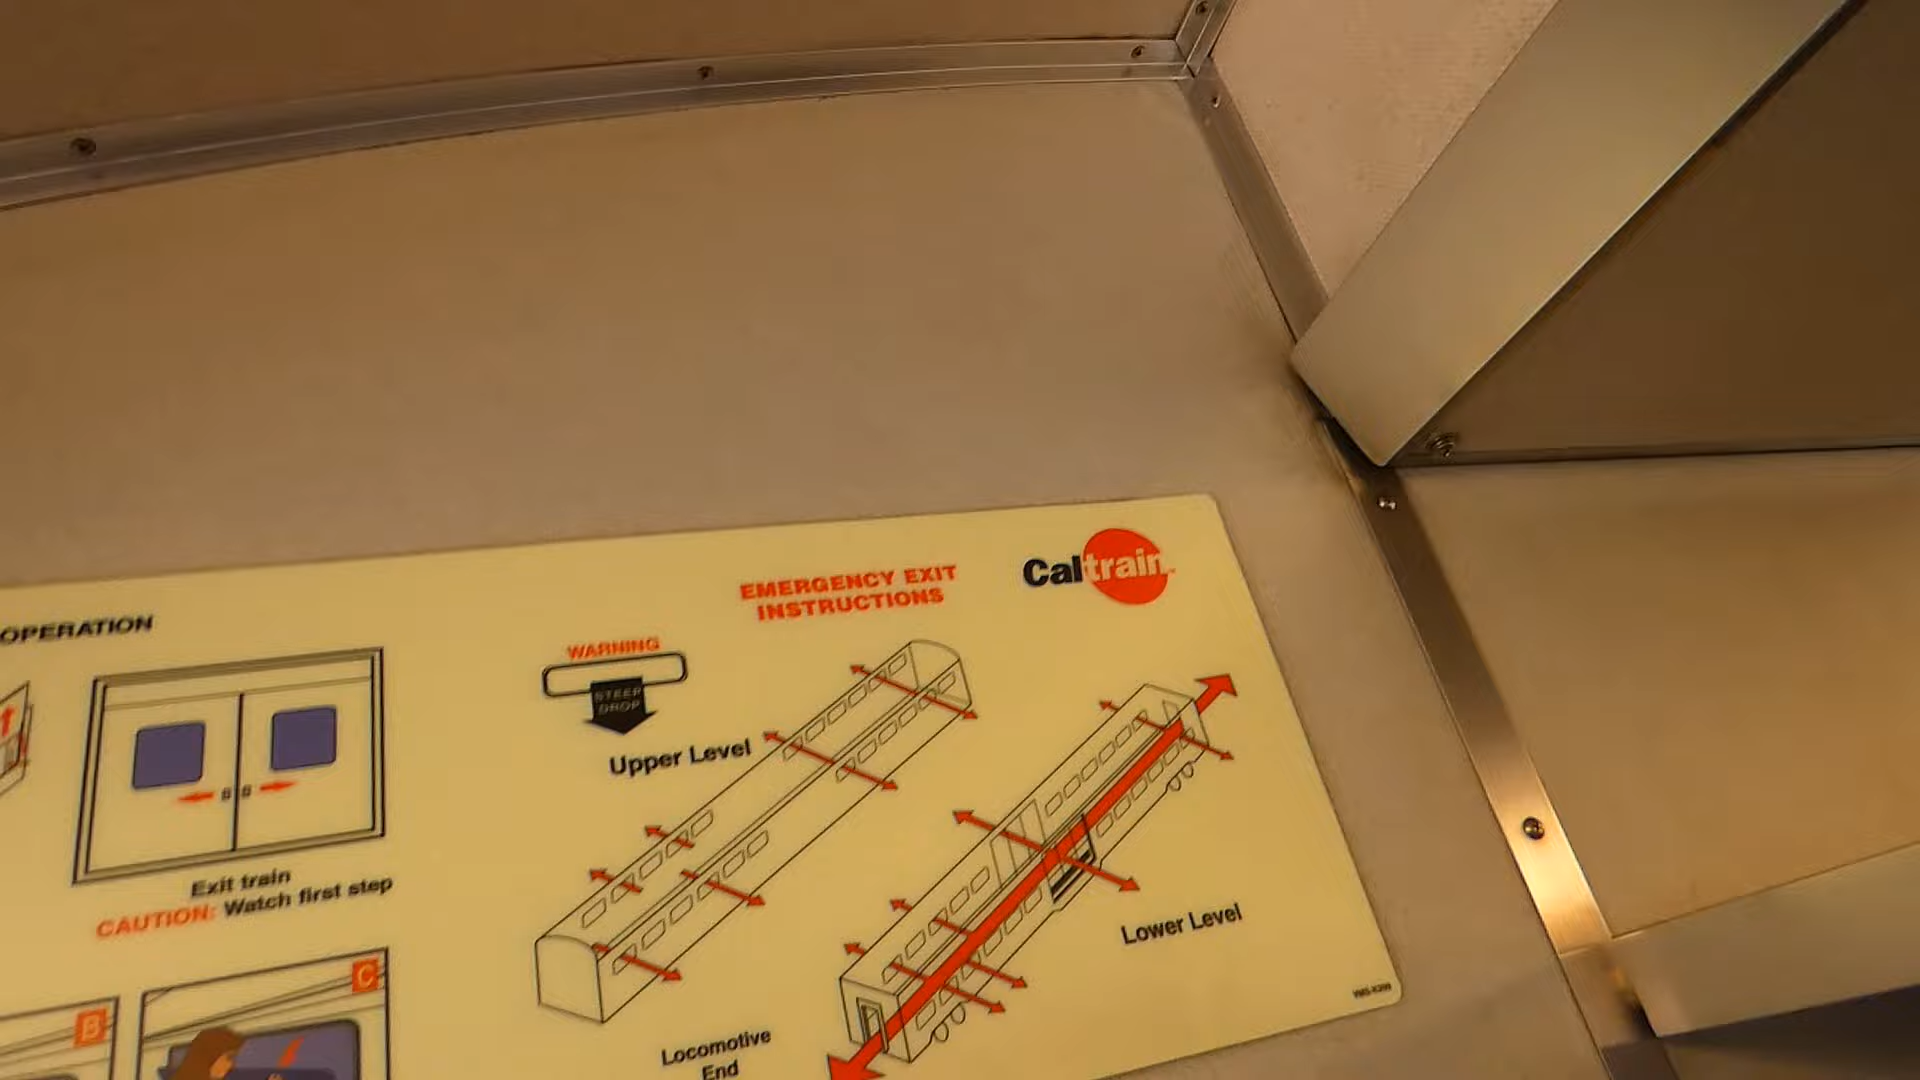 OPERATION
Exit train
CAUTION: Watch first step
B
C
EMERGENCY EXIT
INSTRUCTIONS
Caltrain
WARNING
STEEP
DROP
Upper Level
Lower Level
Locomotive
End